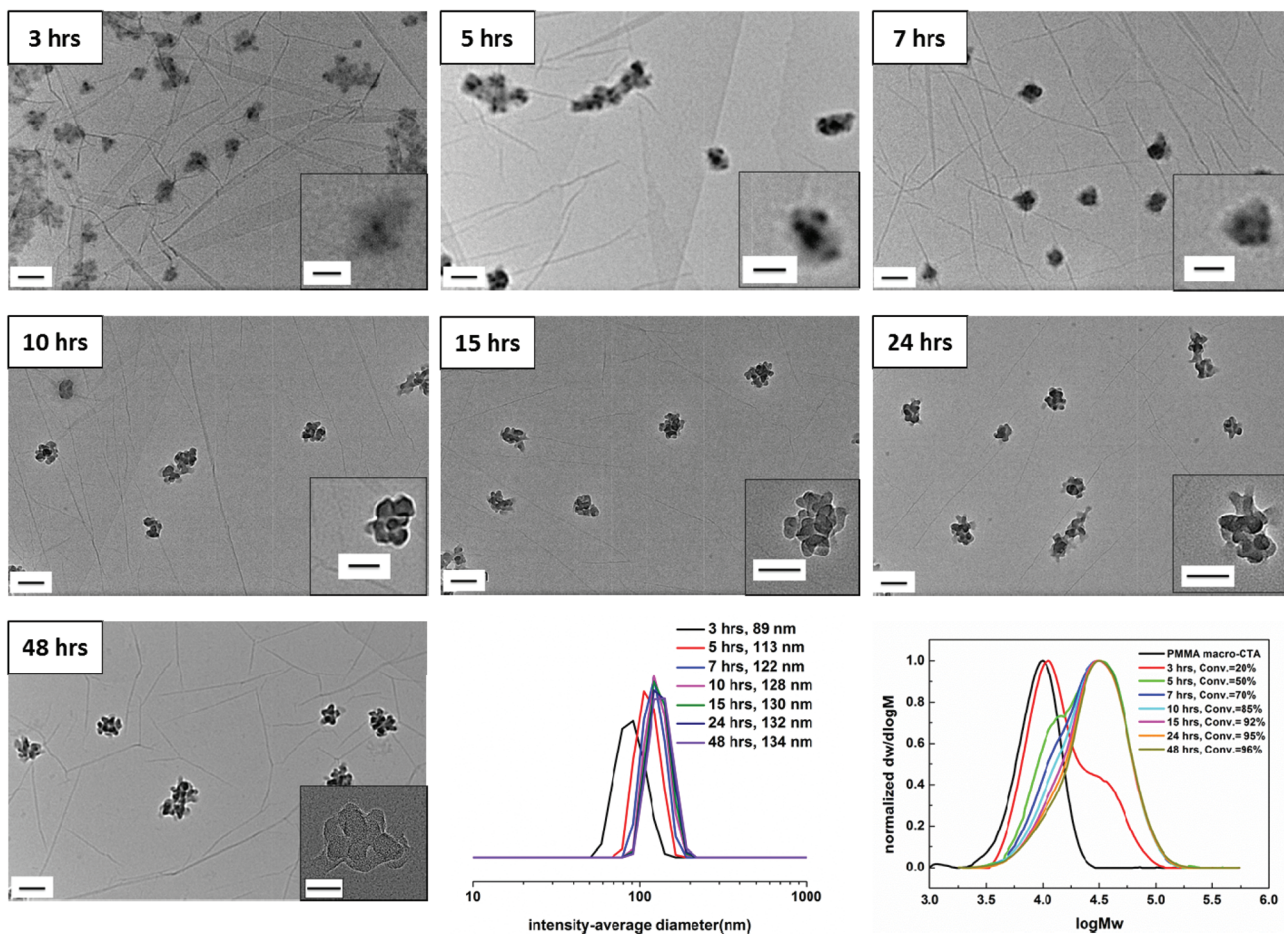 3 hrs
5 hrs
7 hrs
10 hrs
15 hrs
24 hrs
48 hrs
3 hrs, 89 nm
5 hrs, 113 nm
7 hrs, 122 nm
10 hrs, 128 nm
15 hrs, 130 nm
24 hrs, 132 nm
48 hrs, 134 nm
10
100
1000
intensity-average diameter(nm)
PMMA macro-CTA
3 hrs, Conv.=20%
5 hrs, Conv.=50%
7 hrs, Conv.=70%
10 hrs, Conv.=85%
15 hrs, Conv.= 92%
24 hrs, Conv.= 95%
48 hrs, Conv.=96%
normalized dw/dlogM
1.0
0.8
0.6
0.4
0.2
0.0
3.0
3.5
4.0
4.5
5.0
5.5
6.0
logMw